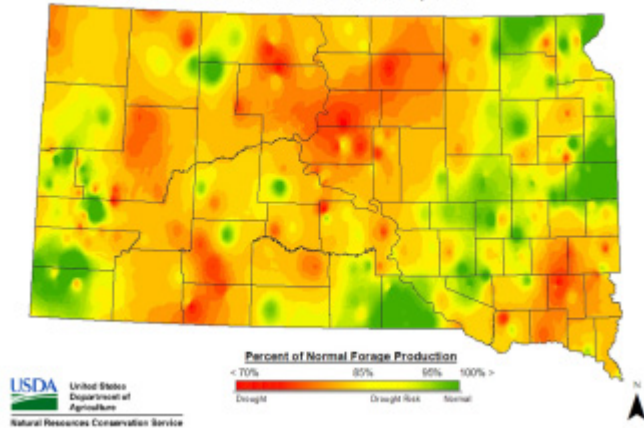 Percent of Normal Forage Production
< 70% 85% 95% 100% >
Drought Drought Risk Normal
USDA
United States
Department of
Agriculture
Natural Resources Conservation Service
N